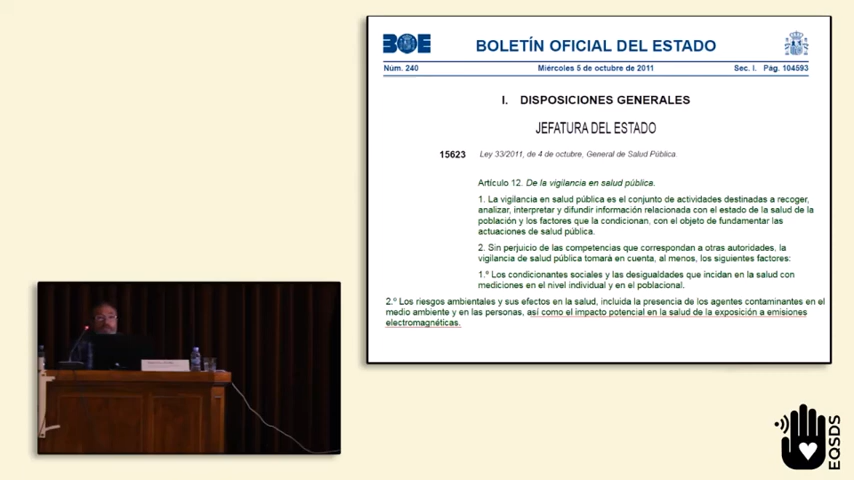 BOE
BOLETÍN OFICIAL DEL ESTADO
Núm. 240
Miércoles 5 de octubre de 2011
Sec. I. Pág. 104593
I. DISPOSICIONES GENERALES
JEFATURA DEL ESTADO
15623 Ley 33/2011, de 4 de octubre, General de Salud Pública.
Artículo 12. De la vigilancia en salud pública.
1. La vigilancia en salud pública es el conjunto de actividades destinadas a recoger,
analizar, interpretar y difundir información relacionada con el estado de la salud de la
población y los factores que la condicionan, con el objeto de fundamentar las
actuaciones de salud pública.
2. Sin perjuicio de las competencias que correspondan a otras autoridades, la
vigilancia de salud pública tomará en cuenta, al menos, los siguientes factores:
1.º Los condicionantes sociales y las desigualdades que incidan en la salud con
mediciones en el nivel individual y en el poblacional.
2.º Los riesgos ambientales y sus efectos en la salud, incluida la presencia de los agentes contaminantes en el
medio ambiente y en las personas, así como el impacto potencial en la salud de la exposición a emisiones
electromagnéticas.
EQSDS